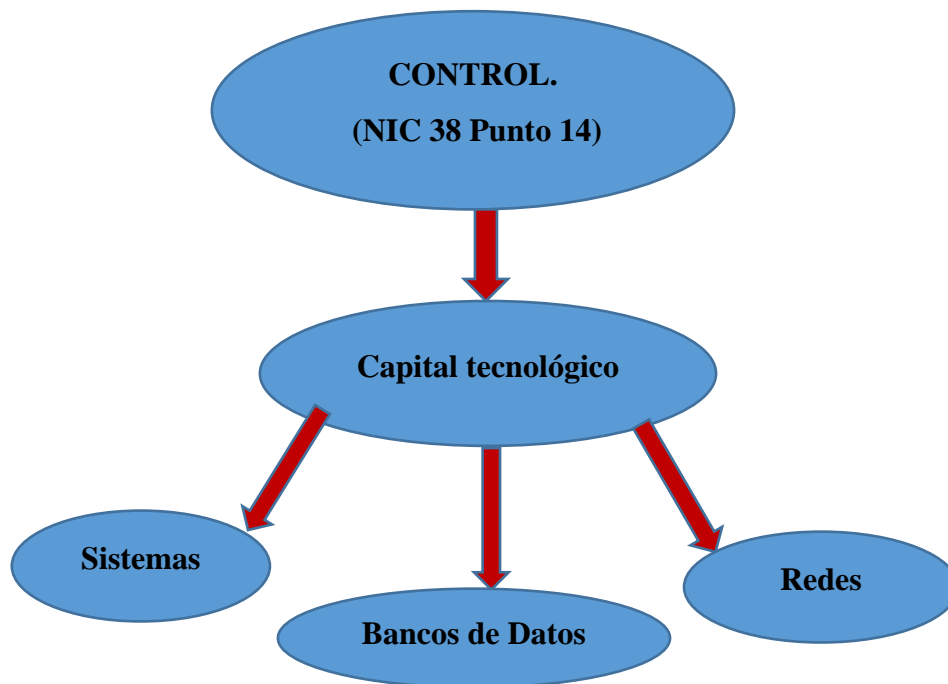 CONTROL.
(NIC 38 Punto 14)
Capital tecnológico
Sistemas
Bancos de Datos
Redes